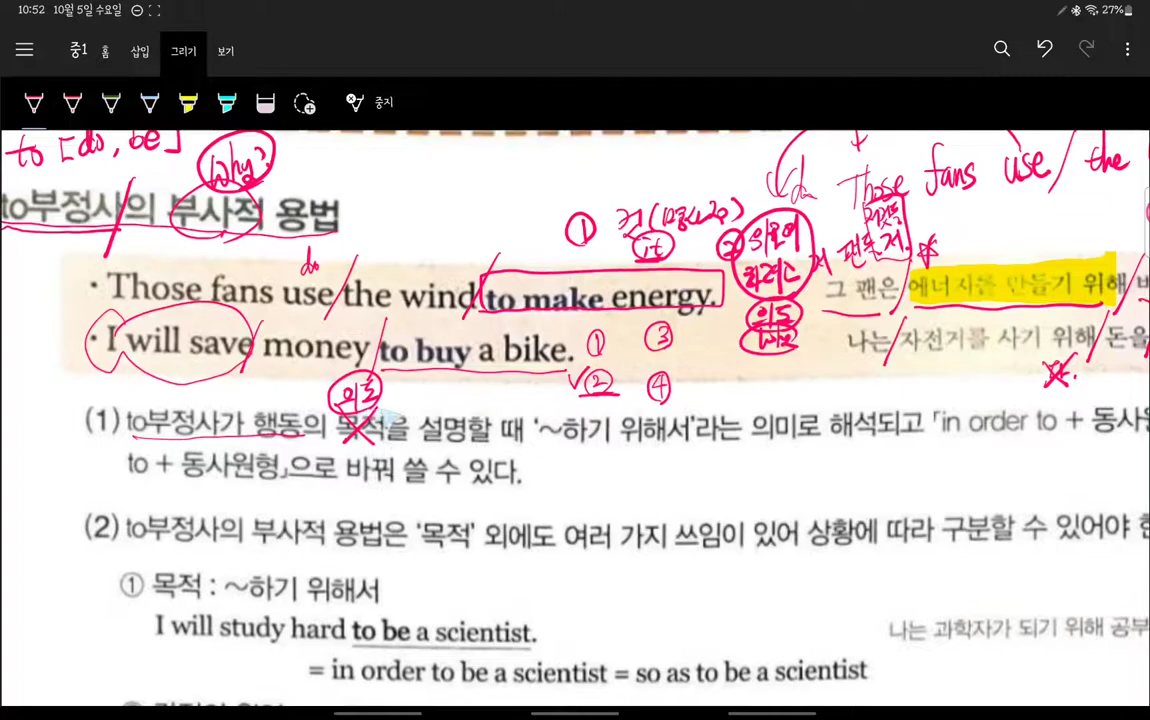 10:52 10월 5일 수요일 27%
중1 홈 삽입 그리기 보기
중지
to [do, be]
why?
Those fans use / the
to부정사의 부사적 용법
① 것 (명사2°)
it
②
do
· Those fans use the wind to make energy.
그 팬은 에너지를 만들기 위해
· I will save money to buy a bike.
나는 자전거를 사기 위해 돈을
① ③
② ④
의도
의도
(1) to부정사가 행동의 목적을 설명할 때 '~하기 위해서'라는 의미로 해석되고 「in order to + 동사원
to + 동사원형」으로 바꿔 쓸 수 있다.
(2) to부정사의 부사적 용법은 '목적' 외에도 여러 가지 쓰임이 있어 상황에 따라 구분할 수 있어야 한
① 목적 : ~하기 위해서
I will study hard to be a scientist.
나는 과학자가 되기 위해 공부
= in order to be a scientist = so as to be a scientist